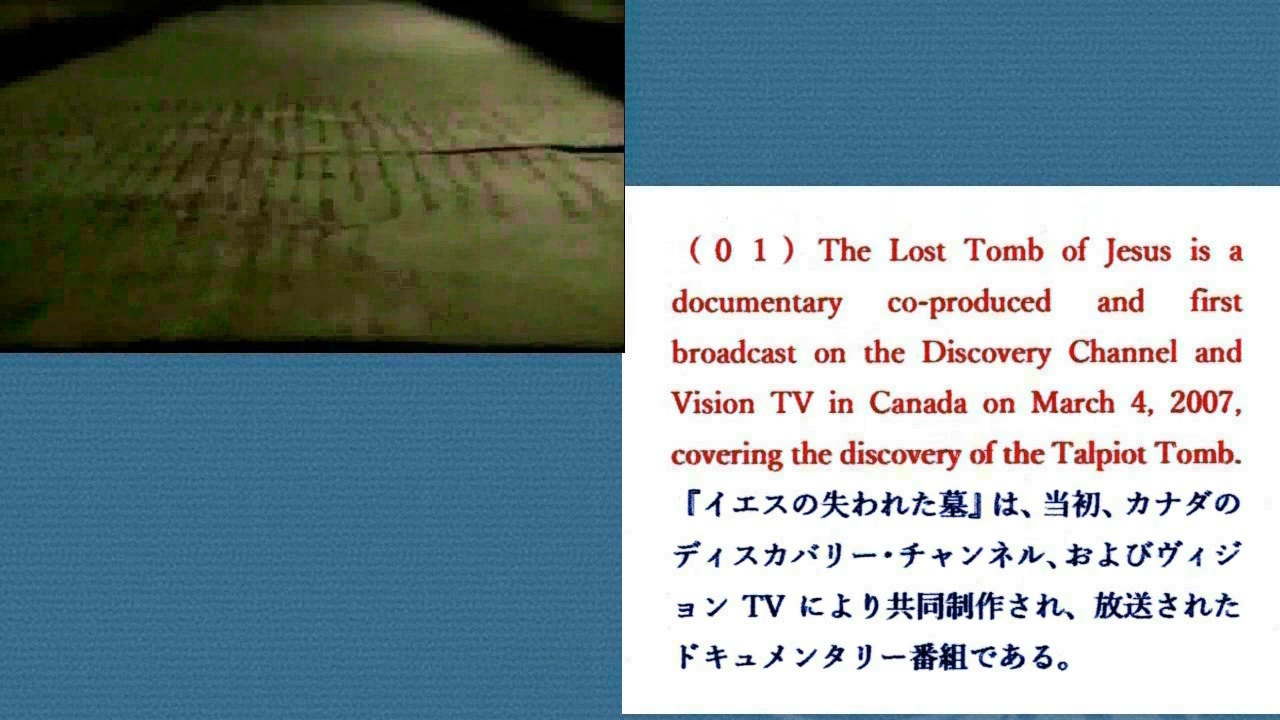 (01) The Lost Tomb of Jesus is a
documentary co-produced and first
broadcast on the Discovery Channel and
Vision TV in Canada on March 4, 2007,
covering the discovery of the Talpiot Tomb.
『イエスの失われた墓』は、当初、カナダの
ディスカバリー・チャンネル、およびヴィジ
ョン TV により共同制作され、放送された
ドキュメンタリー番組である。